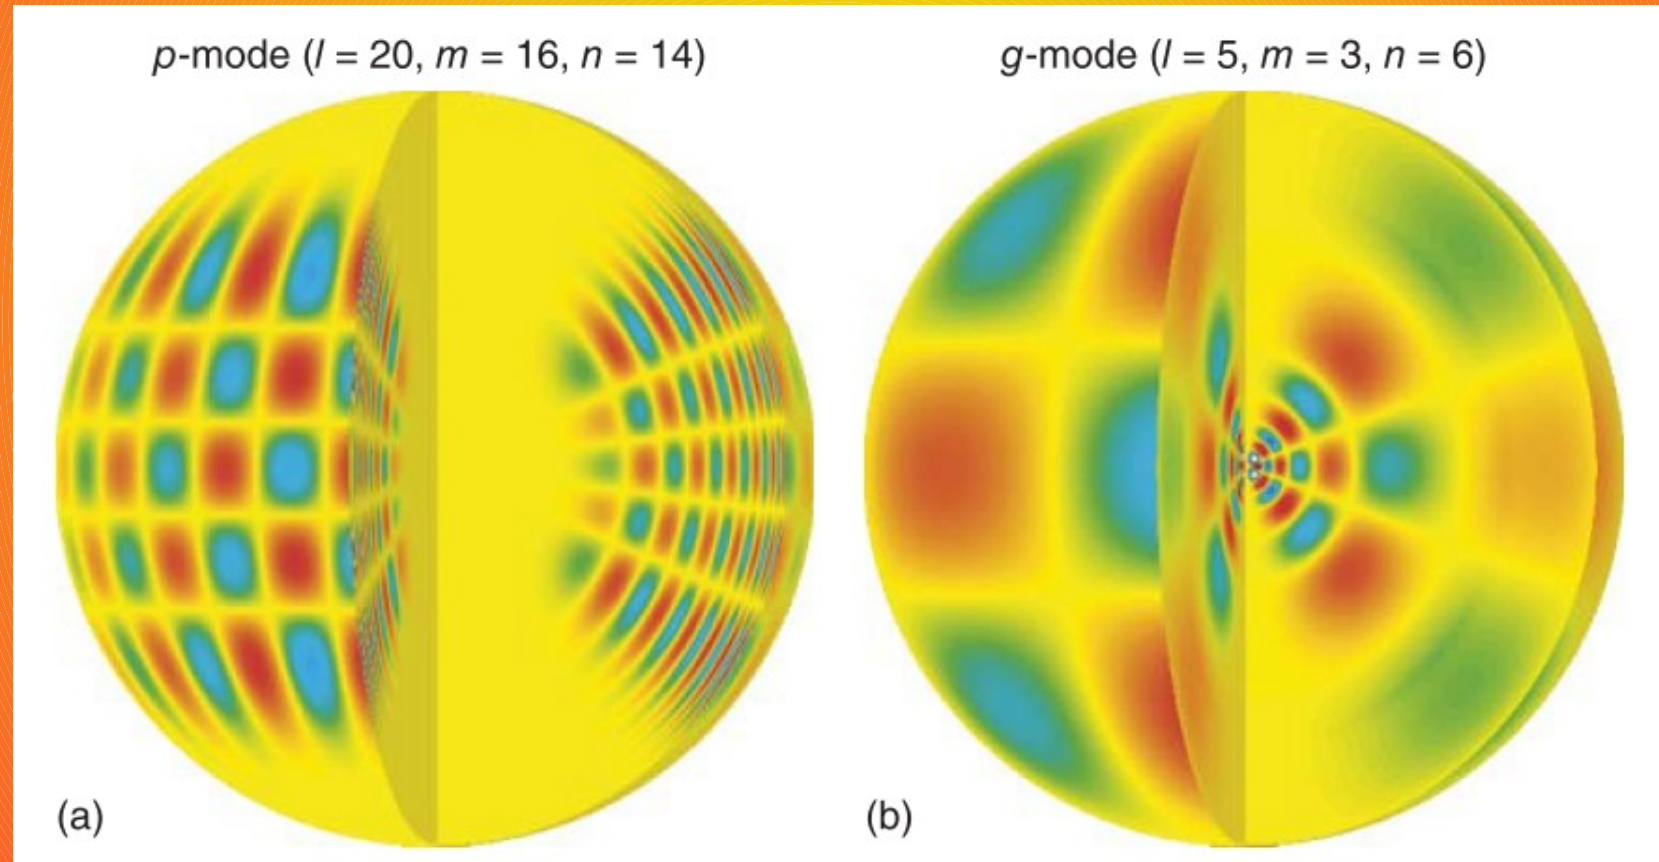 p-mode (l = 20, m = 16, n = 14)
g-mode (l = 5, m = 3, n = 6)
(a)
(b)